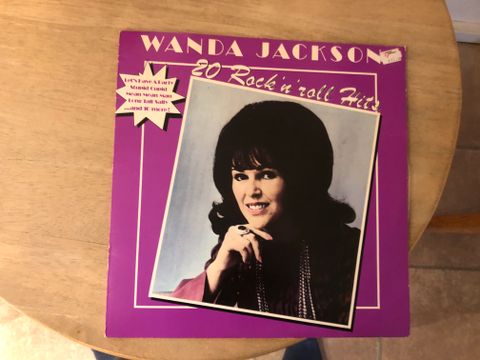 WANDA JACKSON
20 Rock'n'roll Hits
Let's Have A Party
Stupid Cupid
Mean Mean Man
Long Tall Sally
...and 16 more!